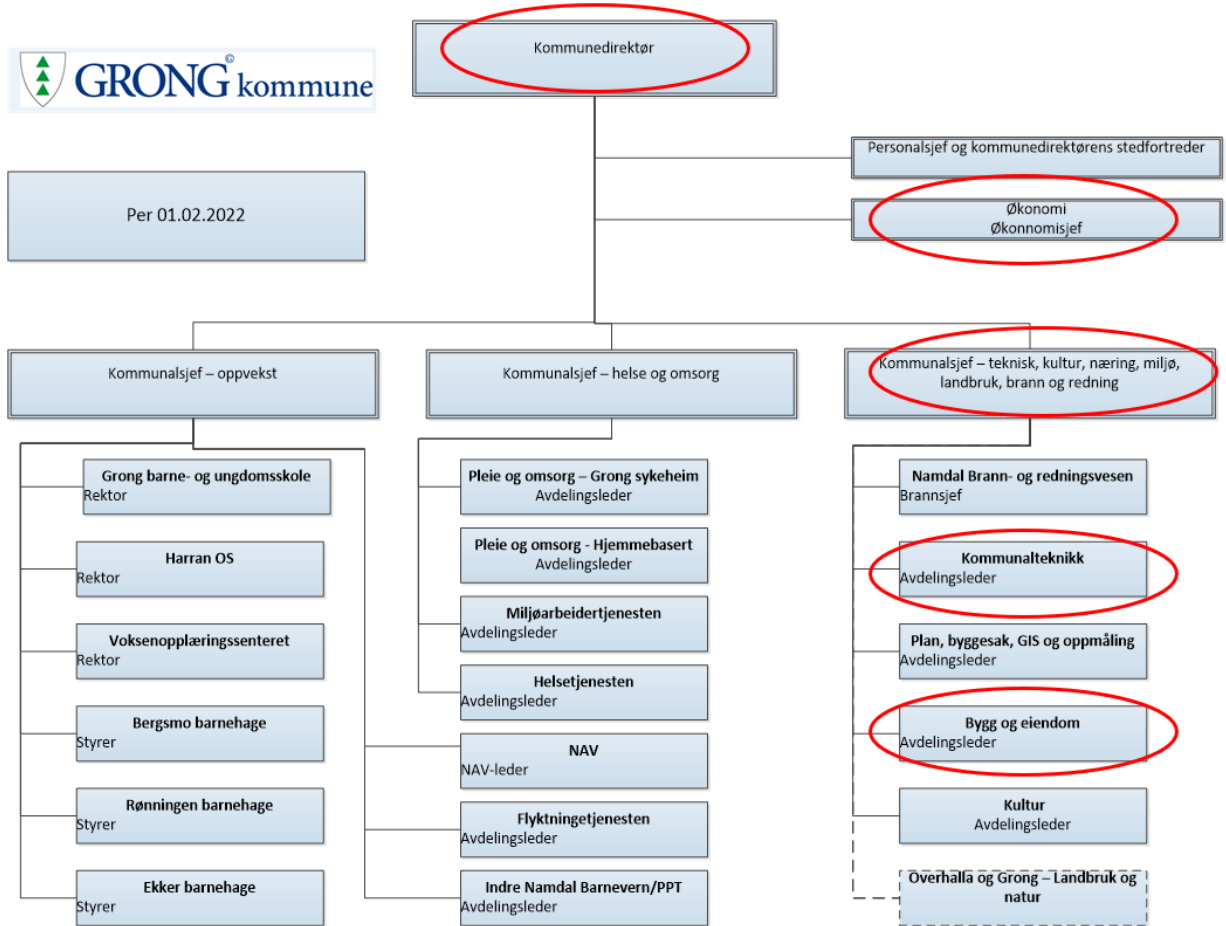 Kommunedirektør
GRONG© kommune
Personalsjef og kommunedirektørens stedfortreder
Per 01.02.2022
Økonomi
Økonnomisjef
Kommunalsjef – oppvekst
Kommunalsjef – helse og omsorg
Kommunalsjef – teknisk, kultur, næring, miljø,
landbruk, brann og redning
Grong barne- og ungdomsskole
Rektor
Harran OS
Rektor
Voksenopplæringssenteret
Rektor
Bergsmo barnehage
Styrer
Rønningen barnehage
Styrer
Ekker barnehage
Styrer
Pleie og omsorg – Grong sykeheim
Avdelingsleder
Pleie og omsorg - Hjemmebasert
Avdelingsleder
Miljøarbeidertjenesten
Avdelingsleder
Helsetjenesten
Avdelingsleder
NAV
NAV-leder
Flyktningetjenesten
Avdelingsleder
Indre Namdal Barnevern/PPT
Avdelingsleder
Namdal Brann- og redningsvesen
Brannsjef
Kommunalteknikk
Avdelingsleder
Plan, byggesak, GIS og oppmåling
Avdelingsleder
Bygg og eiendom
Avdelingsleder
Kultur
Avdelingsleder
Overhalla og Grong – Landbruk og
natur